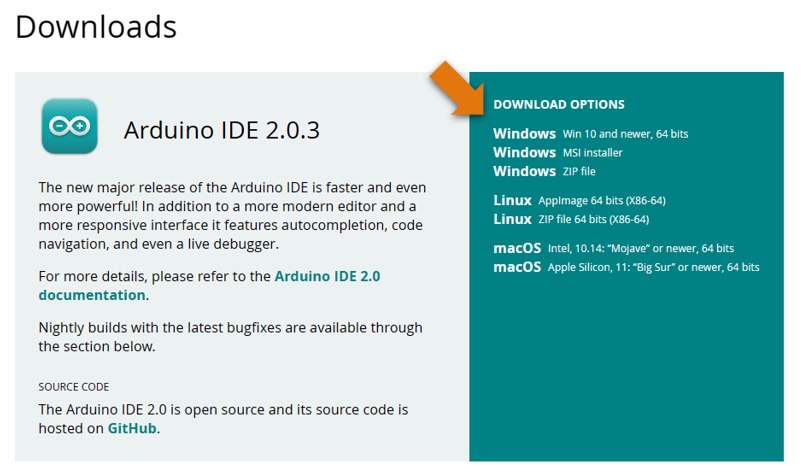 Downloads
Arduino IDE 2.0.3
The new major release of the Arduino IDE is faster and even
more powerful! In addition to a more modern editor and a
more responsive interface it features autocompletion, code
navigation, and even a live debugger.
For more details, please refer to the Arduino IDE 2.0
documentation.
Nightly builds with the latest bugfixes are available through
the section below.
SOURCE CODE
The Arduino IDE 2.0 is open source and its source code is
hosted on GitHub.
DOWNLOAD OPTIONS
Windows Win 10 and newer, 64 bits
Windows MSI installer
Windows ZIP file
Linux AppImage 64 bits (X86-64)
Linux ZIP file 64 bits (X86-64)
macOS Intel, 10.14: “Mojave” or newer, 64 bits
macOS Apple Silicon, 11: “Big Sur” or newer, 64 bits